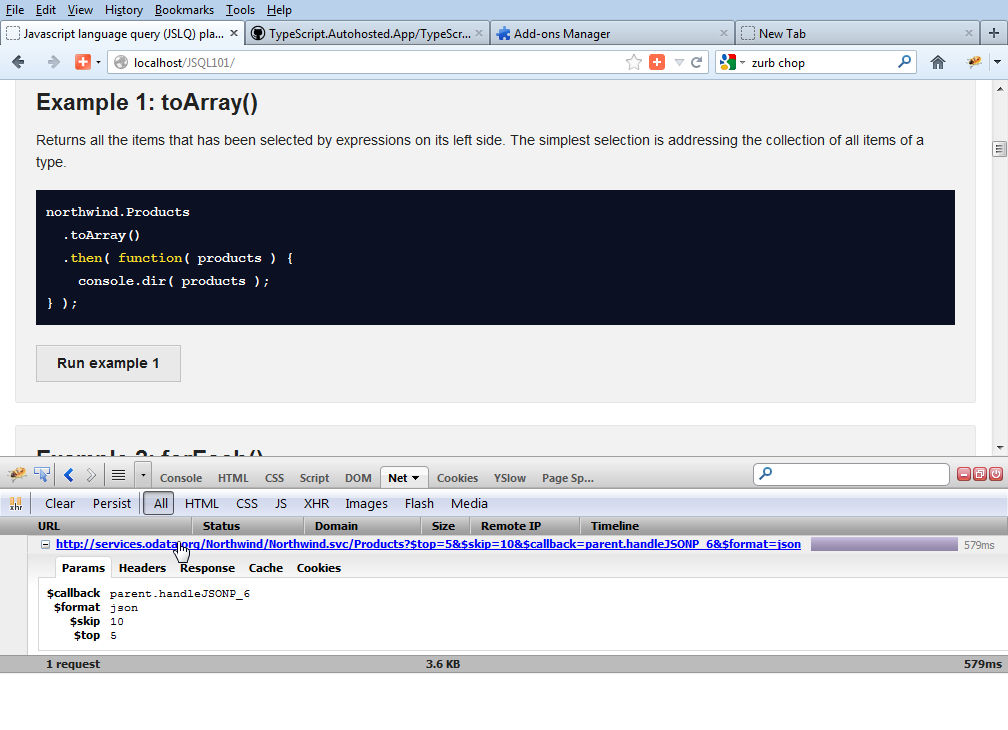 File Edit View History Bookmarks Tools Help
Javascript language query (JSLQ) pla... TypeScript.Autohosted.App/TypeScr... Add-ons Manager New Tab
localhost/JSQL101/ zurb chop
Example 1: toArray()
Returns all the items that has been selected by expressions on its left side. The simplest selection is addressing the collection of all items of a
type.
northwind.Products
.toArray()
.then( function( products ) {
console.dir( products );
} );
Run example 1
Example 2: forEach()
Console HTML CSS Script DOM Net Cookies YSlow Page Sp...
xhr Clear Persist All HTML CSS JS XHR Images Flash Media
URL Status Domain Size Remote IP Timeline
http://services.odata.org/Northwind/Northwind.svc/Products?$top=5&$skip=10&$callback=parent.handleJSONP_6&$format=json 579ms
Params Headers Response Cache Cookies
$callback parent.handleJSONP_6
$format json
$skip 10
$top 5
1 request 3.6 KB 579ms